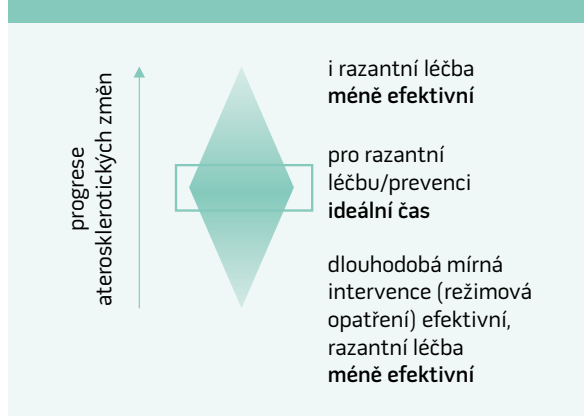 progrese
aterosklerotických změn
i razantní léčba
méně efektivní
pro razantní
léčbu/prevenci
ideální čas
dlouhodobá mírná
intervence (režimová
opatření) efektivní,
razantní léčba
méně efektivní